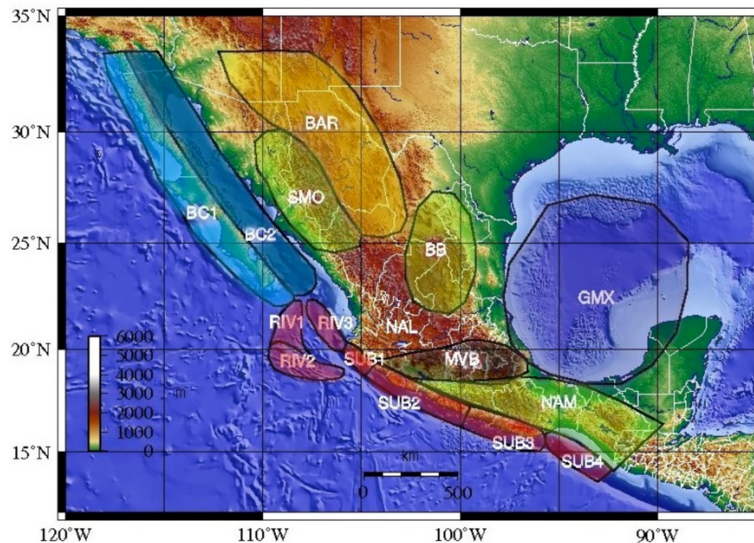 35°N
30°N
25°N
20°N
15°N
BAR
SMO
BC1
BC2
BB
GMX
RIV1
RIV3
NAL
RIV2
SUB1
MVB
SUB2
NAM
SUB3
SUB4
6000
5000
4000
3000
m
2000
1000
0
km
0 500
120°W 110°W 100°W 90°W